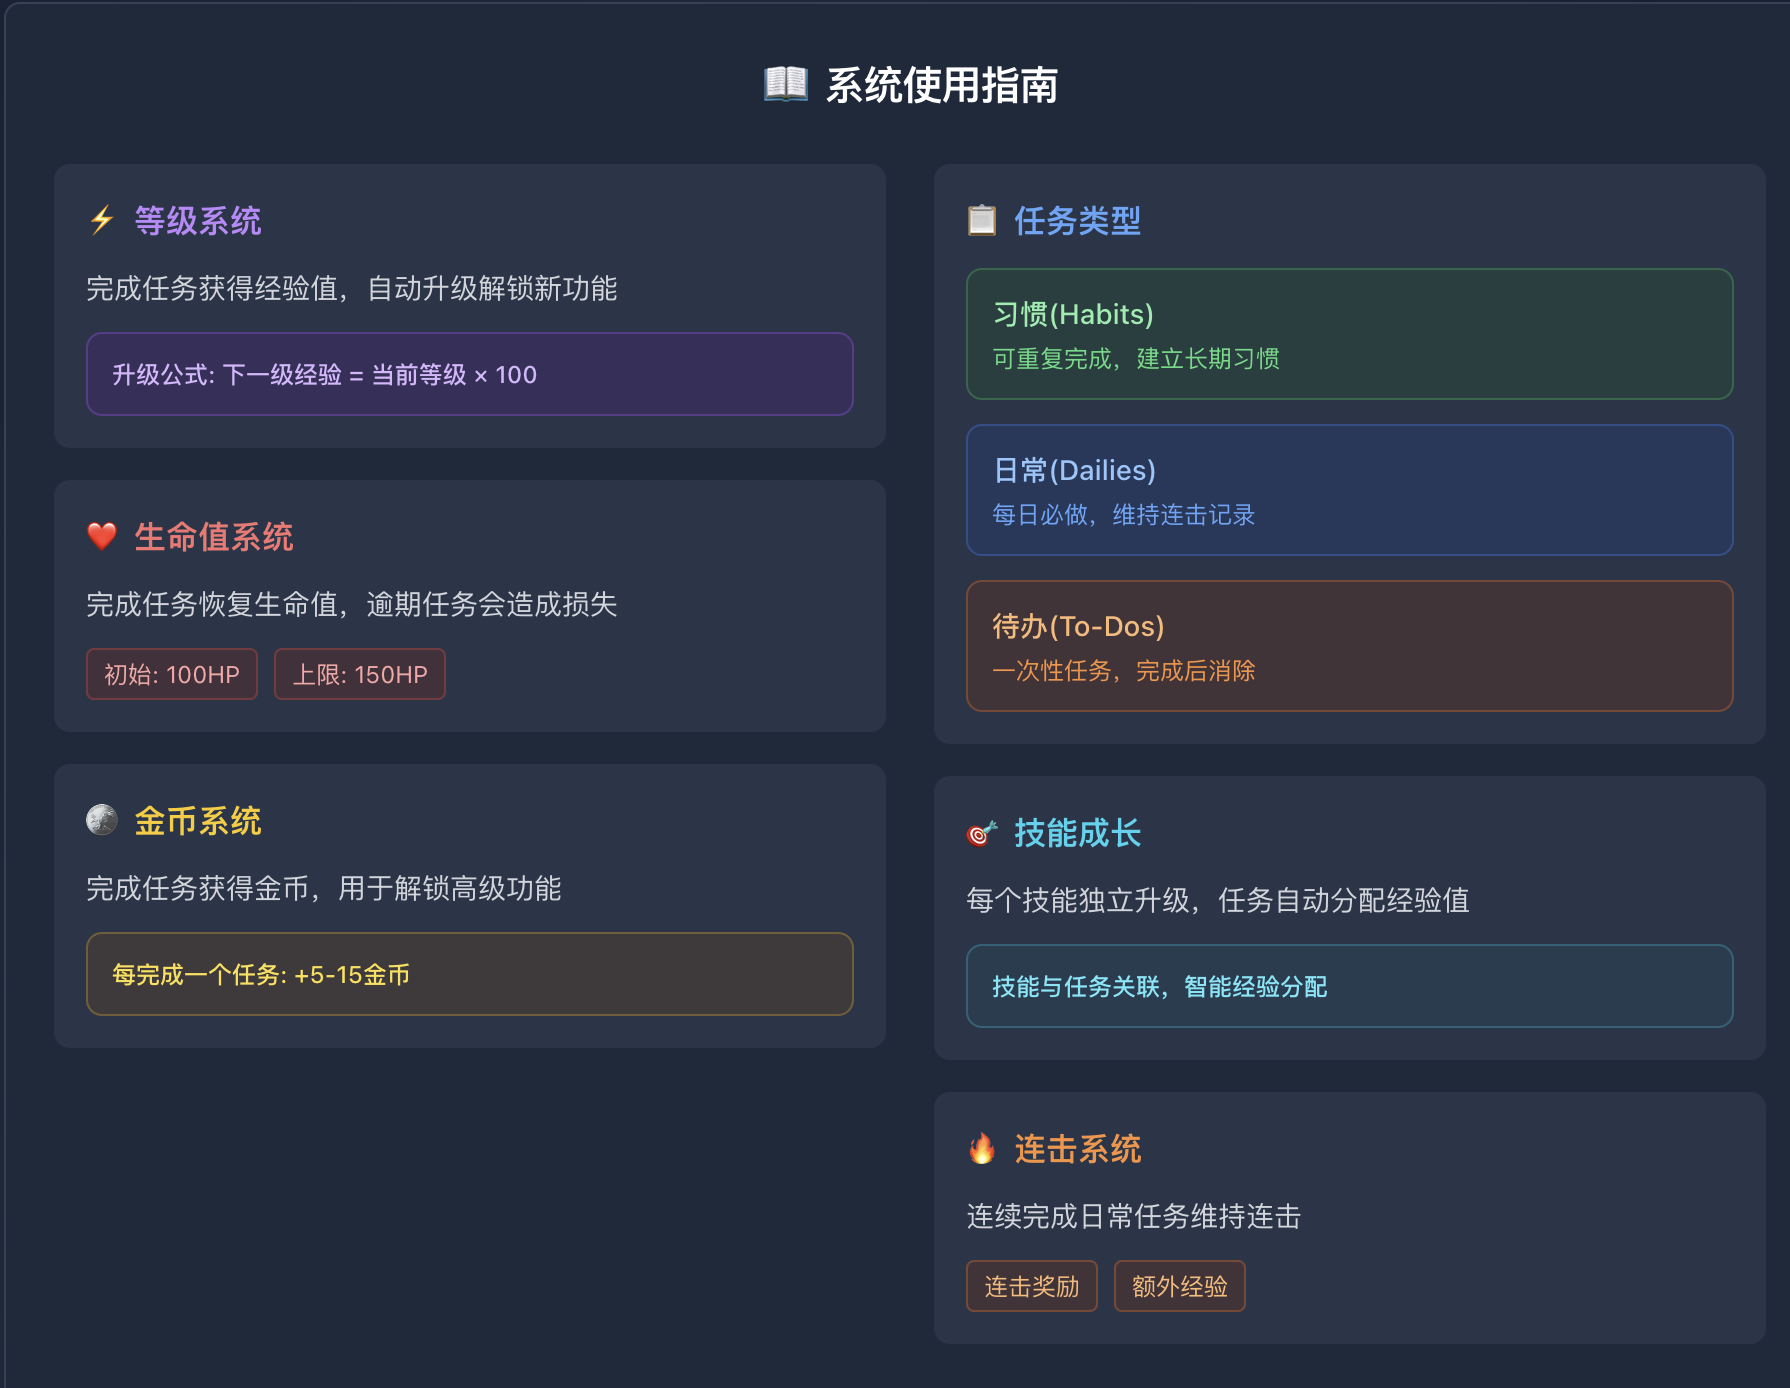 系统使用指南
等级系统
完成任务获得经验值，自动升级解锁新功能
升级公式: 下一级经验 = 当前等级 × 100
生命值系统
完成任务恢复生命值，逾期任务会造成损失
初始: 100HP
上限: 150HP
金币系统
完成任务获得金币，用于解锁高级功能
每完成一个任务: +5-15金币
任务类型
习惯(Habits)
可重复完成，建立长期习惯
日常(Dailies)
每日必做，维持连击记录
待办(To-Dos)
一次性任务，完成后消除
技能成长
每个技能独立升级，任务自动分配经验值
技能与任务关联，智能经验分配
连击系统
连续完成日常任务维持连击
连击奖励
额外经验